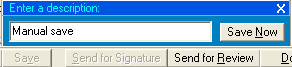 Enter a description:
Manual save
Save Now
Save
Send for Signature
Send for Review